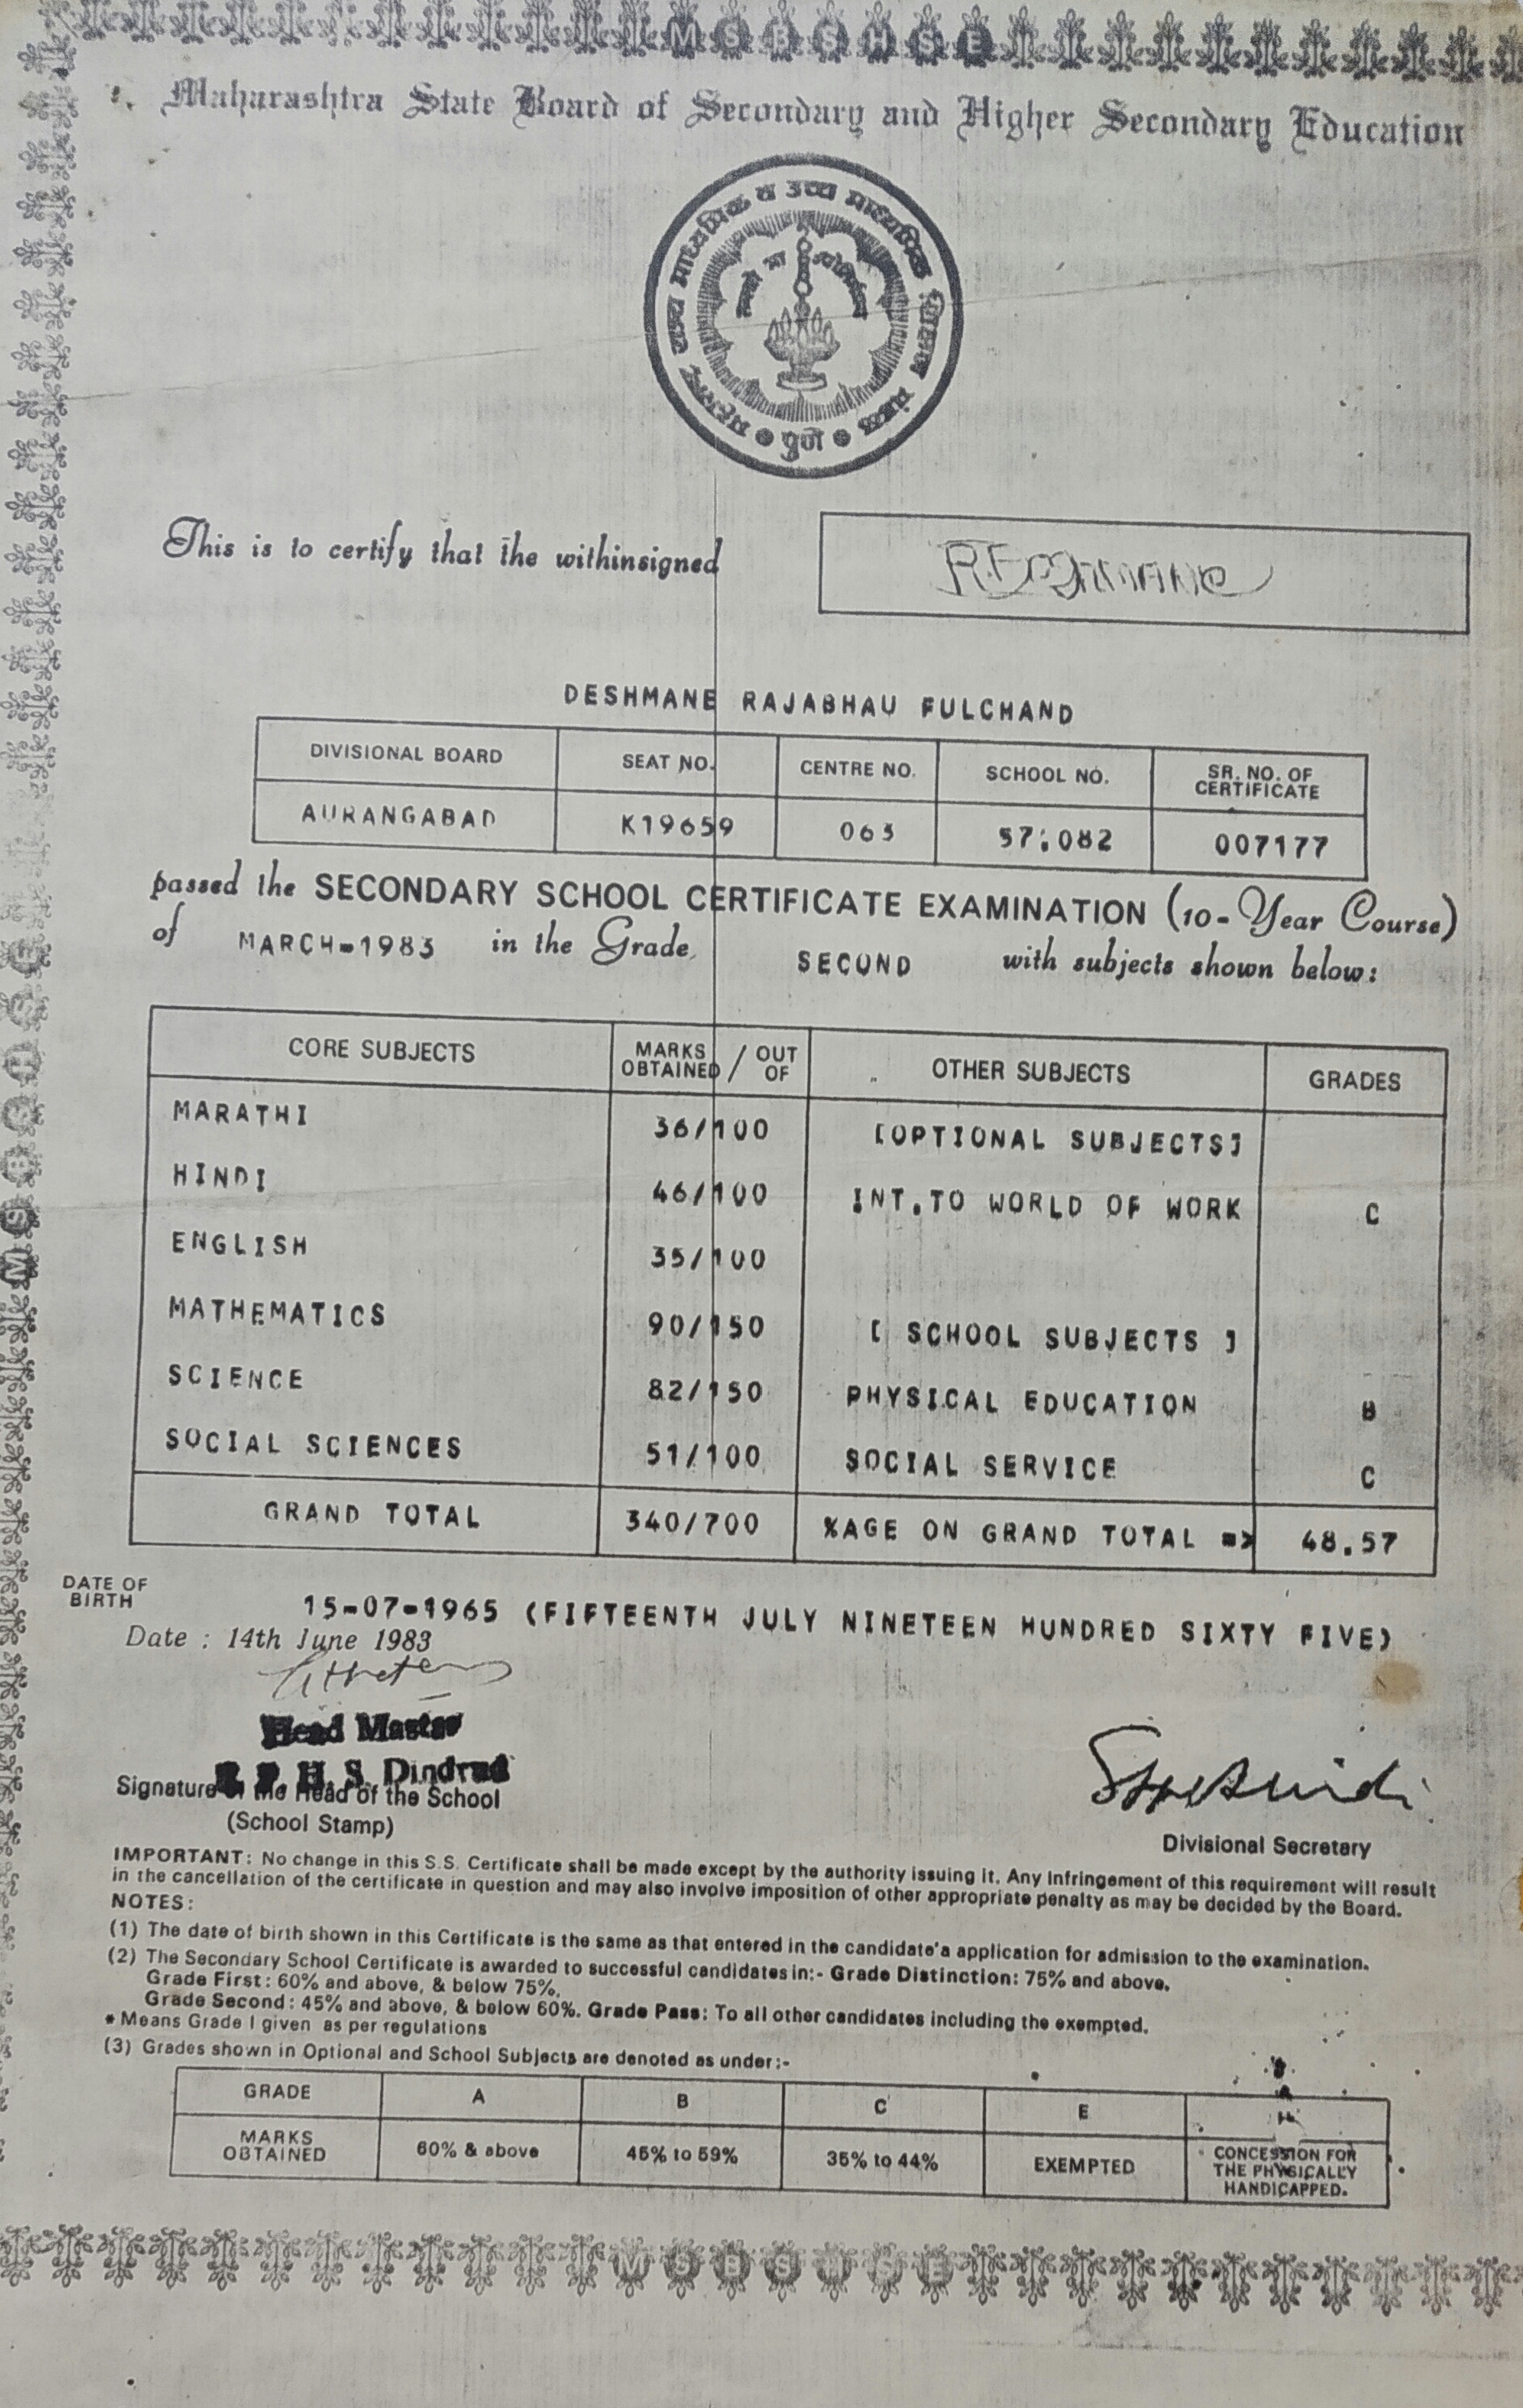 M S B S H S E
Maharashtra State Board of Secondary and Higher Secondary Education
महाराष्ट्र राज्य माध्यमिक व उच्च माध्यमिक शिक्षण मंडळ
पुणे
This is to certify that the withinsigned
DESHMANE RAJABHAU FULCHAND
DIVISIONAL BOARD SEAT NO. CENTRE NO. SCHOOL NO. SR. NO. OF CERTIFICATE
AURANGABAD K19659 063 57.082 007177
passed the SECONDARY SCHOOL CERTIFICATE EXAMINATION (10-Year Course)
of MARCH-1983 in the Grade SECOND with subjects shown below:
CORE SUBJECTS MARKS OBTAINED / OUT OF OTHER SUBJECTS GRADES
MARATHI 36/100 [OPTIONAL SUBJECTS]
HINDI 46/100 INT.TO WORLD OF WORK C
ENGLISH 35/100
MATHEMATICS 90/150 [ SCHOOL SUBJECTS ]
SCIENCE 82/150 PHYSICAL EDUCATION B
SOCIAL SCIENCES 51/100 SOCIAL SERVICE C
GRAND TOTAL 340/700 %AGE ON GRAND TOTAL => 48.57
DATE OF BIRTH 15-07-1965 (FIFTEENTH JULY NINETEEN HUNDRED SIXTY FIVE)
Date : 14th June 1983
Head Master
H. S. Dindrud
Signature of the Head of the School
(School Stamp)
Divisional Secretary
IMPORTANT: No change in this S.S. Certificate shall be made except by the authority issuing it. Any infringement of this requirement will result
in the cancellation of the certificate in question and may also involve imposition of other appropriate penalty as may be decided by the Board.
NOTES:
(1) The date of birth shown in this Certificate is the same as that entered in the candidate'a application for admission to the examination.
(2) The Secondary School Certificate is awarded to successful candidates in:- Grade Distinction: 75% and above.
Grade First: 60% and above, & below 75%.
Grade Second: 45% and above, & below 60%. Grade Pass: To all other candidates including the exempted.
* Means Grade I given as per regulations
(3) Grades shown in Optional and School Subjects are denoted as under:-
GRADE A B C E
MARKS OBTAINED 60% & above 45% to 59% 35% to 44% EXEMPTED CONCESSION FOR THE PHYSICALLY HANDICAPPED.
M S B S H S E